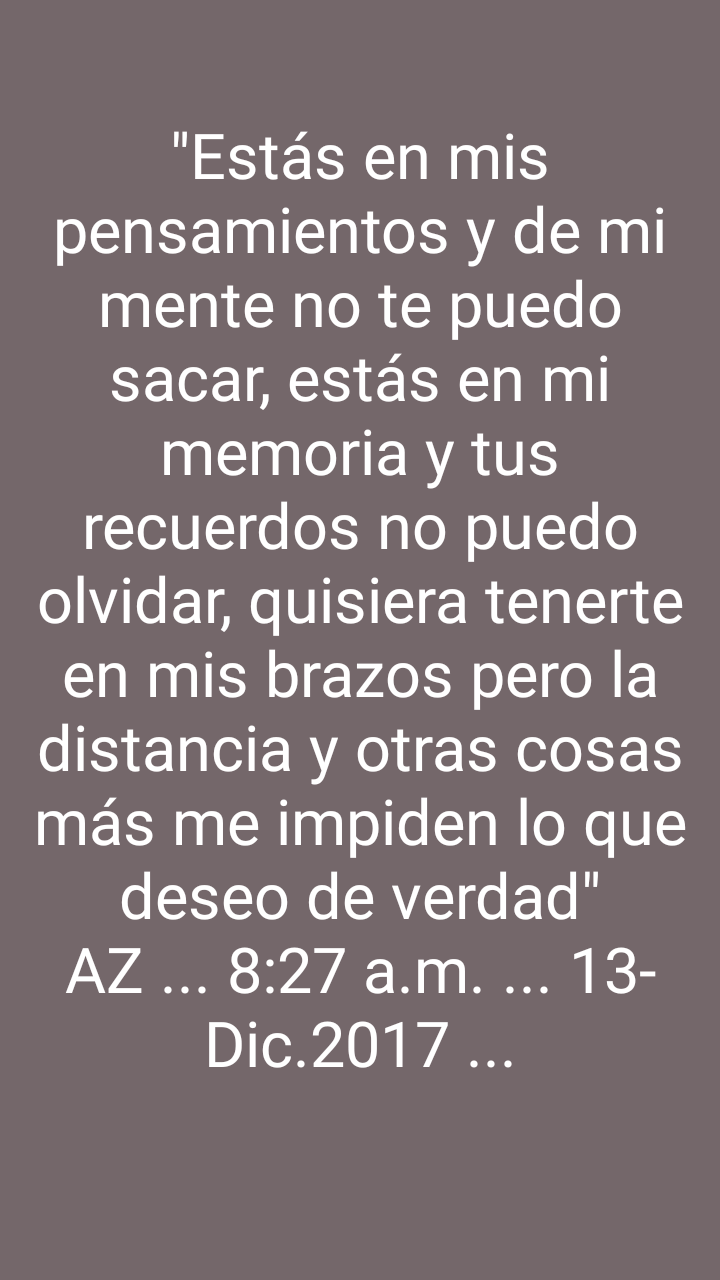 "Estás en mis
pensamientos y de mi
mente no te puedo
sacar, estás en mi
memoria y tus
recuerdos no puedo
olvidar, quisiera tenerte
en mis brazos pero la
distancia y otras cosas
más me impiden lo que
deseo de verdad"
AZ ... 8:27 a.m. ... 13-
Dic.2017 ...